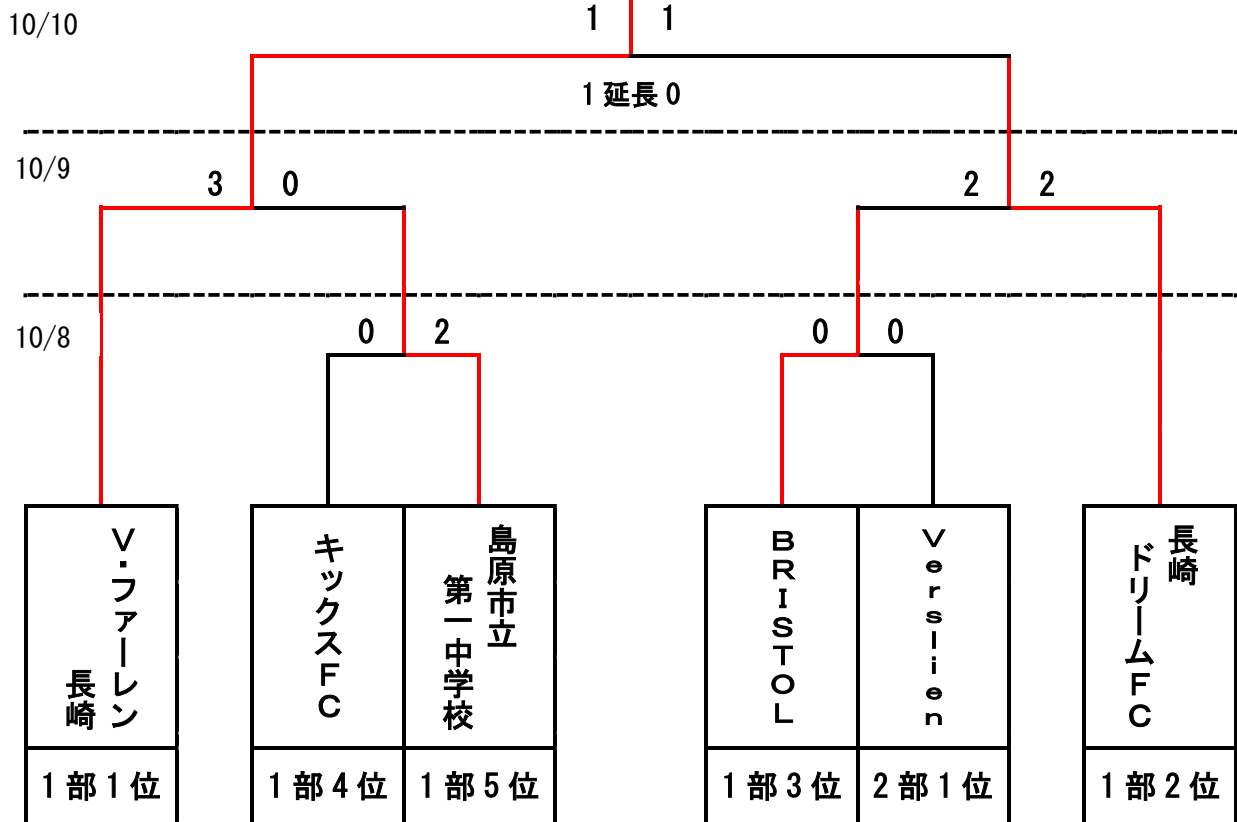 10/10
1 1
1延長0
10/9
3 0
2 2
10/8
0 2
0 0
V・ファーレン
長崎
キックスFC
島原市立
第一中学校
BRISTOL
Verslien
長崎
ドリームFC
1部1位
1部4位
1部5位
1部3位
2部1位
1部2位